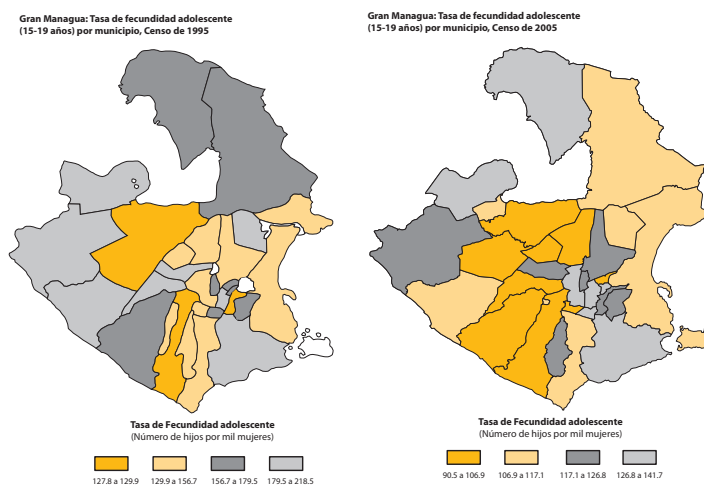 Gran Managua: Tasa de fecundidad adolescente
(15-19 años) por municipio, Censo de 1995
Gran Managua: Tasa de fecundidad adolescente
(15-19 años) por municipio, Censo de 2005
Tasa de Fecundidad adolescente
(Número de hijos por mil mujeres)
127.8 a 129.9 129.9 a 156.7 156.7 a 179.5 179.5 a 218.5
Tasa de Fecundidad adolescente
(Número de hijos por mil mujeres)
90.5 a 106.9 106.9 a 117.1 117.1 a 126.8 126.8 a 141.7